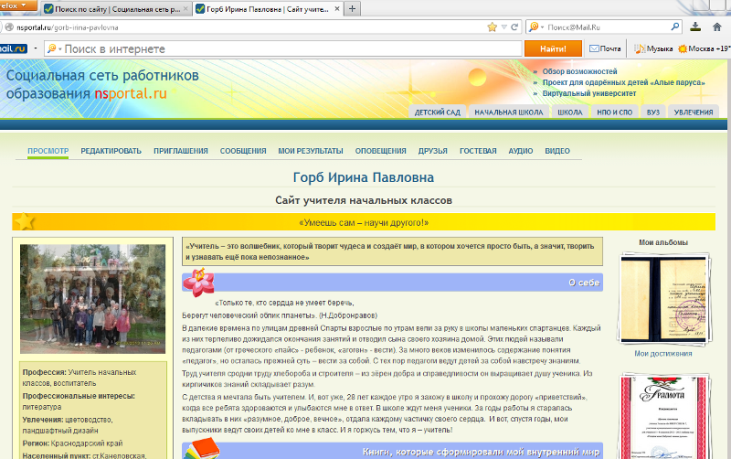 Поиск по сайту | Социальная сеть р...
Горб Ирина Павловна | Сайт учите...
nsportal.ru/gorb-irina-pavlovna
Поиск@Mail.Ru
mail.ru
Поиск в интернете
Найти!
Почта
Музыка
Москва +19°
Социальная сеть работников
образования nsportal.ru
Обзор возможностей
Проект для одарённых детей «Алые паруса»
Виртуальный университет
ДЕТСКИЙ САД НАЧАЛЬНАЯ ШКОЛА ШКОЛА НПО И СПО ВУЗ УВЛЕЧЕНИЯ
ПРОСМОТР РЕДАКТИРОВАТЬ ПРИГЛАШЕНИЯ СООБЩЕНИЯ МОИ РЕЗУЛЬТАТЫ ОПОВЕЩЕНИЯ ДРУЗЬЯ ГОСТЕВАЯ АУДИО ВИДЕО
Горб Ирина Павловна
Сайт учителя начальных классов
«Умеешь сам – научи другого!»
Профессия: Учитель начальных
классов, воспитатель
Профессиональные интересы:
литература
Увлечения: цветоводство,
ландшафтный дизайн
Регион: Краснодарский край
Населенный пункт: ст.Каневская,
«Учитель – это волшебник, который творит чудеса и создаёт мир, в котором хочется просто быть, а значит, творить
и узнавать ещё пока непознанное»
О себе
«Только те, кто сердца не умеет беречь,
Берегут человеческий облик планеты». (Н.Добронравов)
В далекие времена по улицам древней Спарты взрослые по утрам вели за руку в школы маленьких спартанцев. Каждый
из них терпеливо дожидался окончания занятий и отводил сына своего хозяина домой. Этих людей называли
педагогами (от греческого «пайс» - ребенок, «агогэн» - вести). За много веков изменилось содержание понятия
«педагог», но осталась прежней суть – вести за собой. С тех пор педагоги ведут детей за собой навстречу знаниям.
Труд учителя сродни труду хлебороба и строителя – из зёрен добра и справедливости он выращивает душу ученика. Из
кирпичиков знаний складывает разум.
С детства я мечтала быть учителем. И, вот уже, 28 лет каждое утро я захожу в школу и прохожу дорогу «приветствий»,
когда все ребята здороваются и улыбаются мне в ответ. В школе ждут меня ученики. За годы работы я старалась
вкладывать в них «разумное, доброе, вечное», отдала каждому частичку своего сердца. И вот, спустя годы, мои
выпускники ведут своих детей ко мне в класс. И я горжусь тем, что я – учитель!
Книги, которые сформировали мой внутренний мир
Мои альбомы
Мои достижения
Грамота